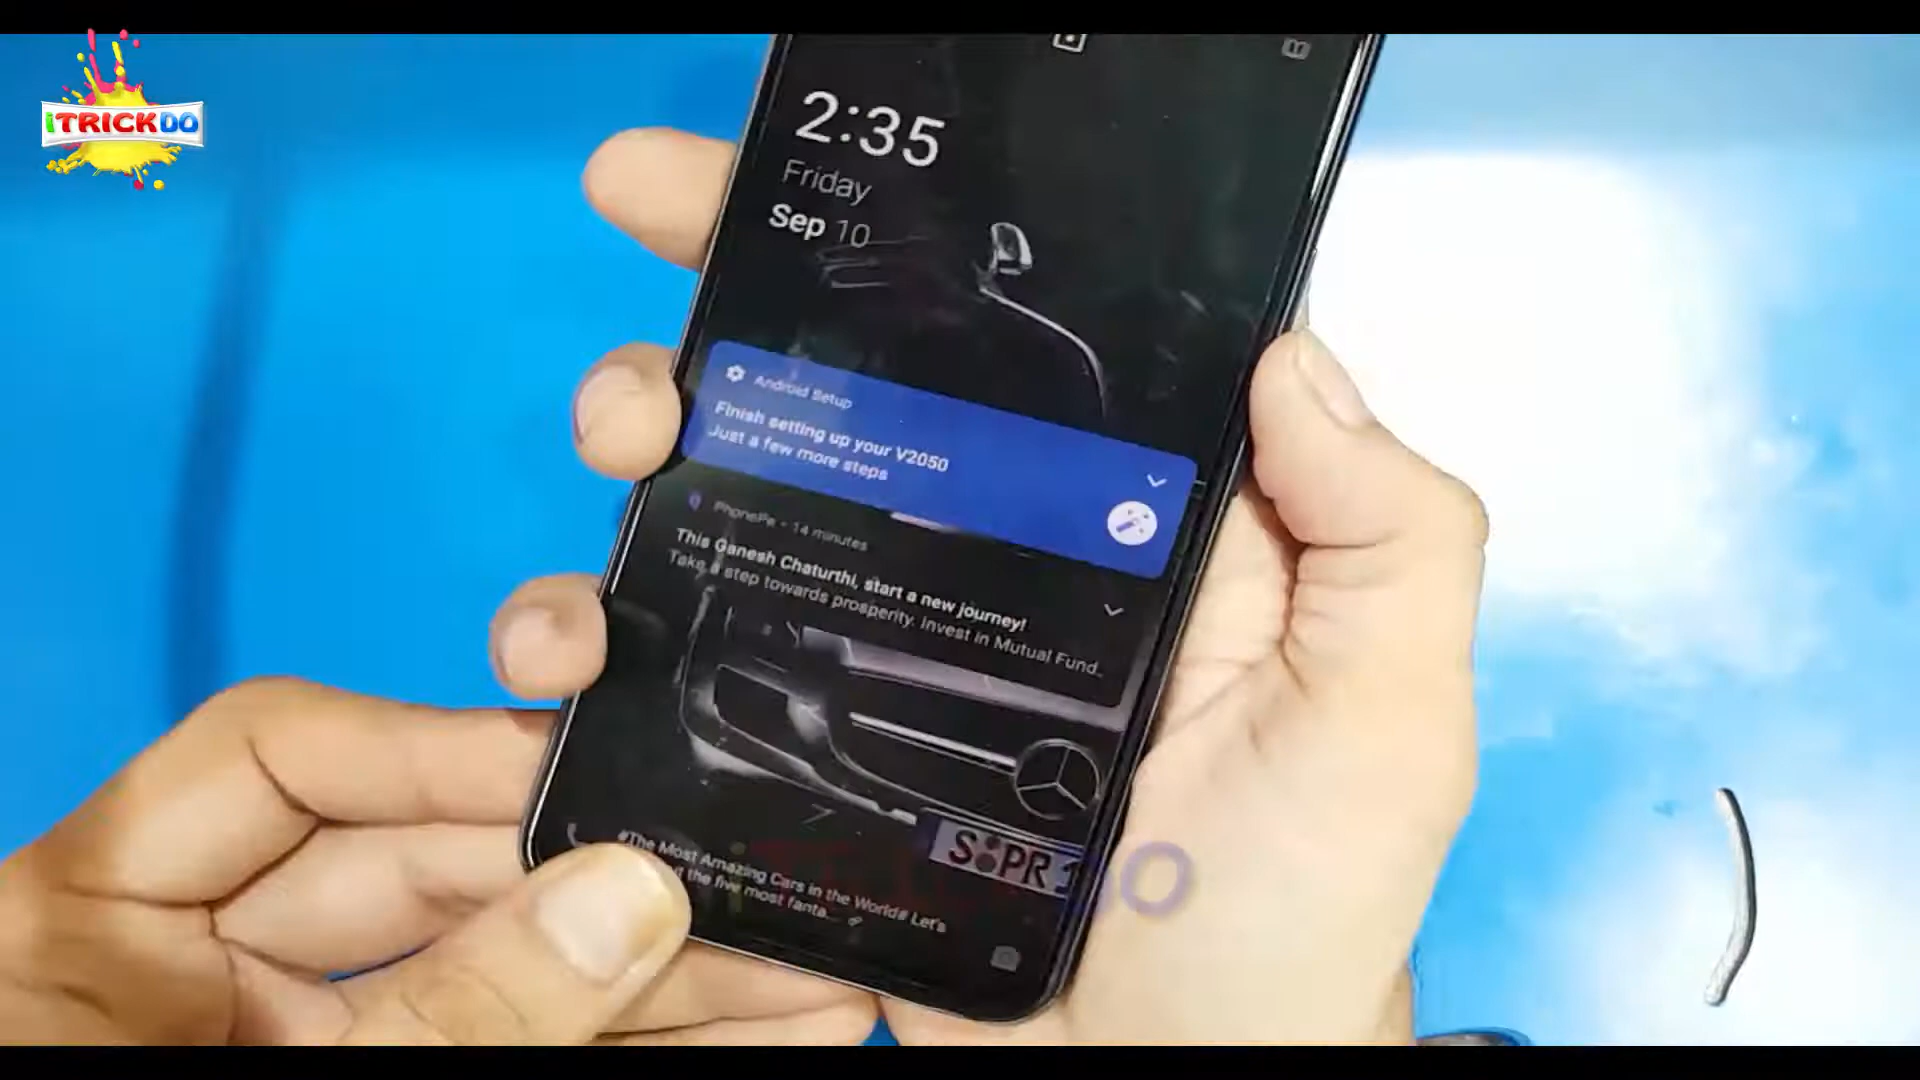 iTRICKDO
2:35
Friday
Sep 10
Android Setup
Finish setting up your V2050
Just a few more steps
PhonePe • 14 minutes
This Ganesh Chaturthi, start a new journey!
Take a step towards prosperity. Invest in Mutual Fund..
S PR 1
#The Most Amazing Cars in the World# Let's
the five most fanta...